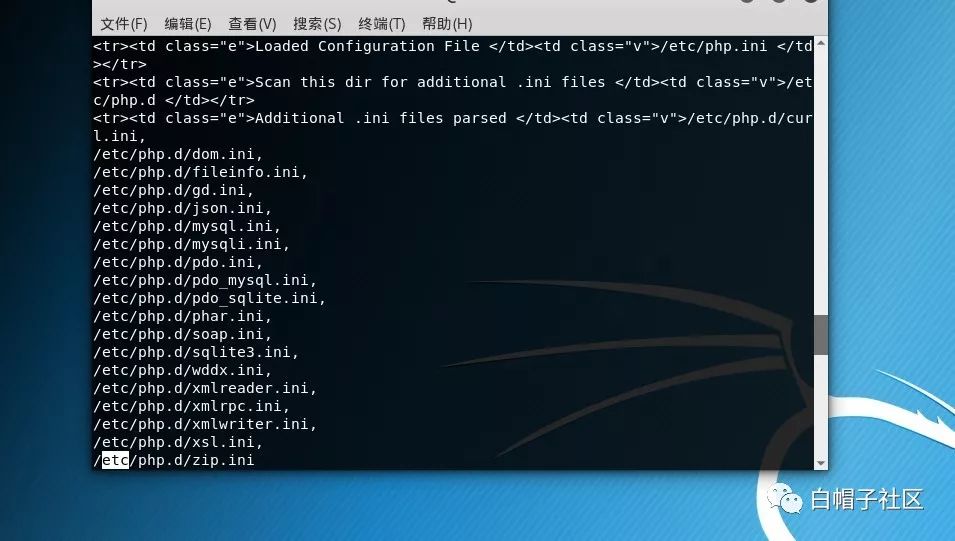 文件(F) 编辑(E) 查看(V) 搜索(S) 终端(T) 帮助(H)
<tr><td class="e">Loaded Configuration File </td><td class="v">/etc/php.ini </td
></tr>
<tr><td class="e">Scan this dir for additional .ini files </td><td class="v">/et
c/php.d </td></tr>
<tr><td class="e">Additional .ini files parsed </td><td class="v">/etc/php.d/cur
l.ini,
/etc/php.d/dom.ini,
/etc/php.d/fileinfo.ini,
/etc/php.d/gd.ini,
/etc/php.d/json.ini,
/etc/php.d/mysql.ini,
/etc/php.d/mysqli.ini,
/etc/php.d/pdo.ini,
/etc/php.d/pdo_mysql.ini,
/etc/php.d/pdo_sqlite.ini,
/etc/php.d/phar.ini,
/etc/php.d/soap.ini,
/etc/php.d/sqlite3.ini,
/etc/php.d/wddx.ini,
/etc/php.d/xmlreader.ini,
/etc/php.d/xmlrpc.ini,
/etc/php.d/xmlwriter.ini,
/etc/php.d/xsl.ini,
/etc/php.d/zip.ini
白帽子社区